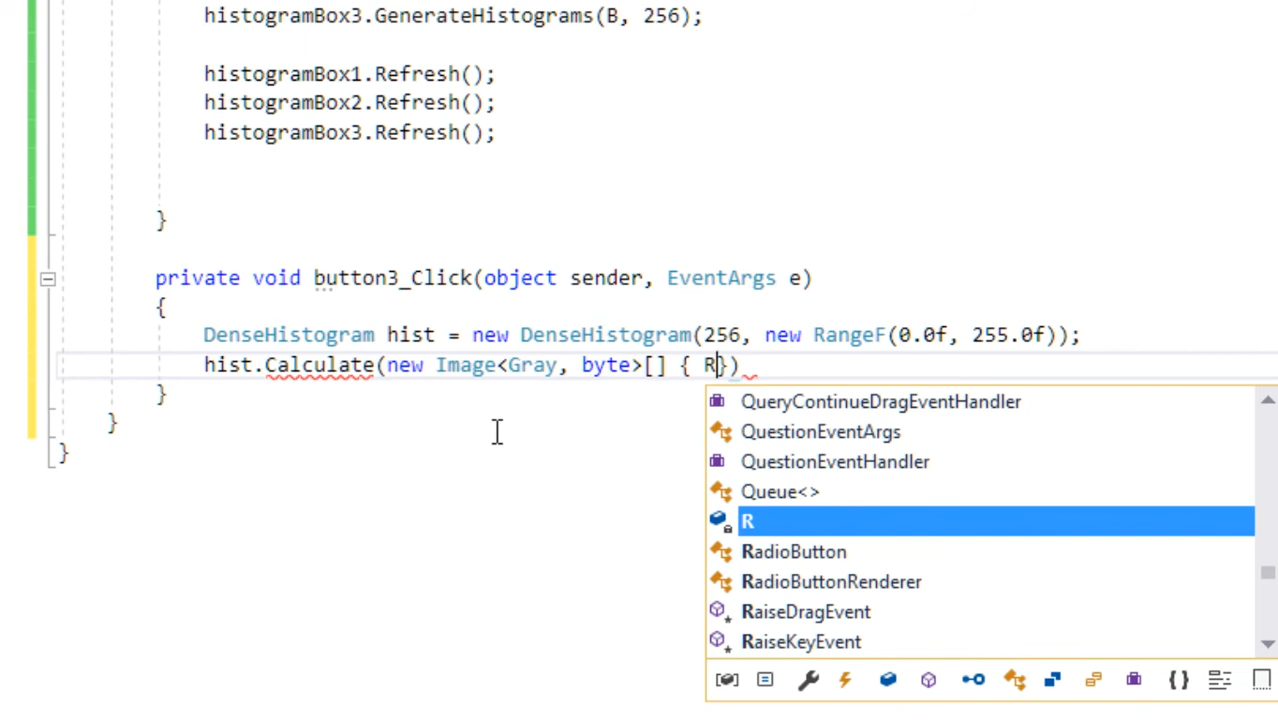 histogramBox3.GenerateHistograms(B, 256);
histogramBox1.Refresh();
histogramBox2.Refresh();
histogramBox3.Refresh();
}
private void button3_Click(object sender, EventArgs e)
{
DenseHistogram hist = new DenseHistogram(256, new RangeF(0.0f, 255.0f));
hist.Calculate(new Image<Gray, byte>[] { R})
}
}
}
QueryContinueDragEventHandler
QuestionEventArgs
QuestionEventHandler
Queue<>
R
RadioButton
RadioButtonRenderer
RaiseDragEvent
RaiseKeyEvent